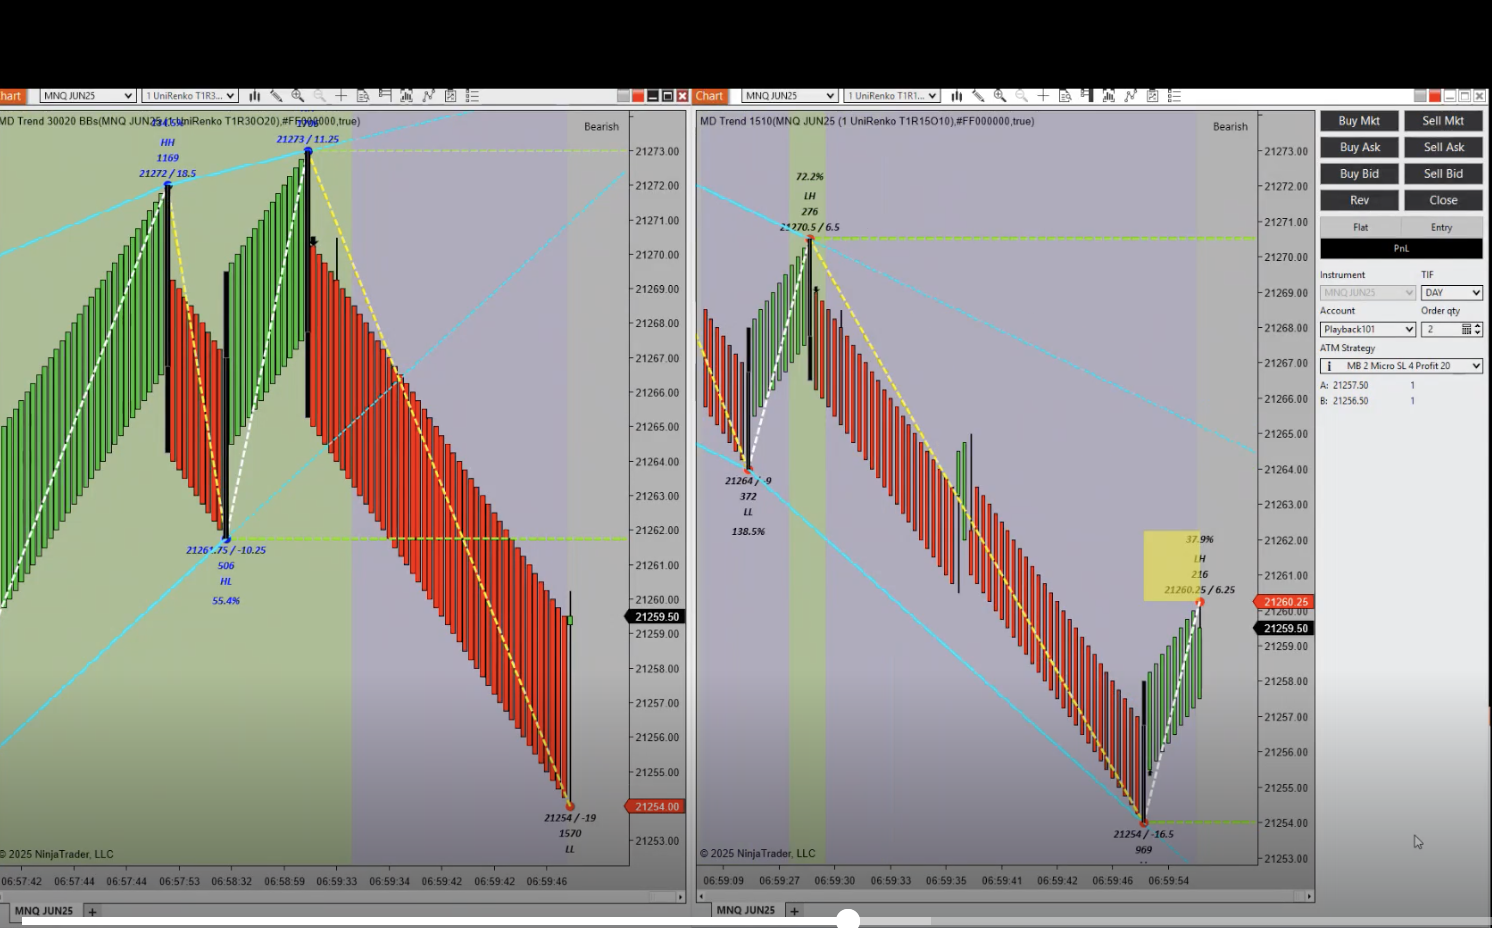 Chart
MNQ JUN25
1 UniRenko T1R3...
Chart
MNQ JUN25
1 UniRenko T1R1...
MD Trend 30020 BBs(MNQ JUN25 (1 UniRenko T1R30O20),#FF000000,true)
Bearish
HH
1169
21272 / 18.5
21273 / 11.25
21261.75 / -10.25
506
HL
55.4%
21254 / -19
1570
LL
21273.00
21272.00
21271.00
21270.00
21269.00
21268.00
21267.00
21266.00
21265.00
21264.00
21263.00
21262.00
21261.00
21260.00
21259.50
21259.00
21258.00
21257.00
21256.00
21255.00
21254.00
21253.00
© 2025 NinjaTrader, LLC
06:57:42 06:57:44 06:57:44 06:57:53 06:58:32 06:58:59 06:59:33 06:59:34 06:59:42 06:59:42 06:59:46
MNQ JUN25 +
MD Trend 1510(MNQ JUN25 (1 UniRenko T1R15O10),#FF000000,true)
Bearish
72.2%
LH
276
21270.5 / 6.5
21264 / -9
372
LL
138.5%
37.9%
LH
216
21260.25 / 6.25
21254 / -16.5
969
21273.00
21272.00
21271.00
21270.00
21269.00
21268.00
21267.00
21266.00
21265.00
21264.00
21263.00
21262.00
21261.00
21260.25
21260.00
21259.50
21259.00
21258.00
21257.00
21256.00
21255.00
21254.00
21253.00
© 2025 NinjaTrader, LLC
06:59:09 06:59:27 06:59:30 06:59:33 06:59:35 06:59:41 06:59:42 06:59:46 06:59:54
MNQ JUN25 +
Buy Mkt Sell Mkt
Buy Ask Sell Ask
Buy Bid Sell Bid
Rev Close
Flat Entry
PnL
Instrument TIF
MNQ JUN25 DAY
Account Order qty
Playback101 2
ATM Strategy
MB 2 Micro SL 4 Profit 20
A: 21257.50 1
B: 21256.50 1